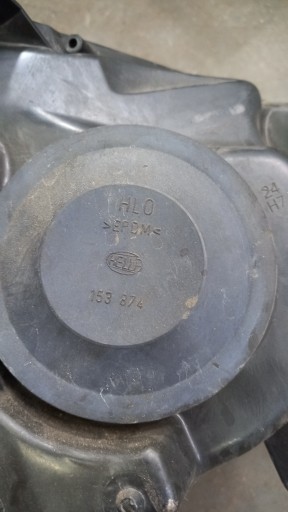 HLO
>EPDM<
HELLA
153 874
24
H7